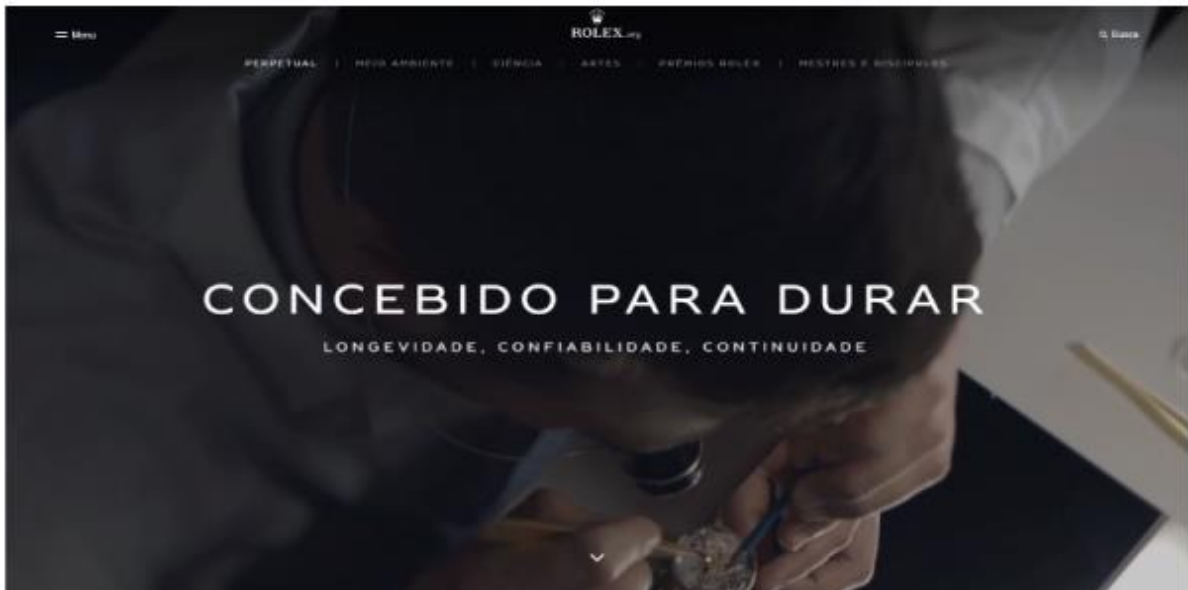 Menu
ROLEX.org
Busca
PERPETUAL | MEIO AMBIENTE | CIÊNCIA | ARTES | PRÊMIOS ROLEX | MESTRES E DISCÍPULOS
CONCEBIDO PARA DURAR
LONGEVIDADE, CONFIABILIDADE, CONTINUIDADE